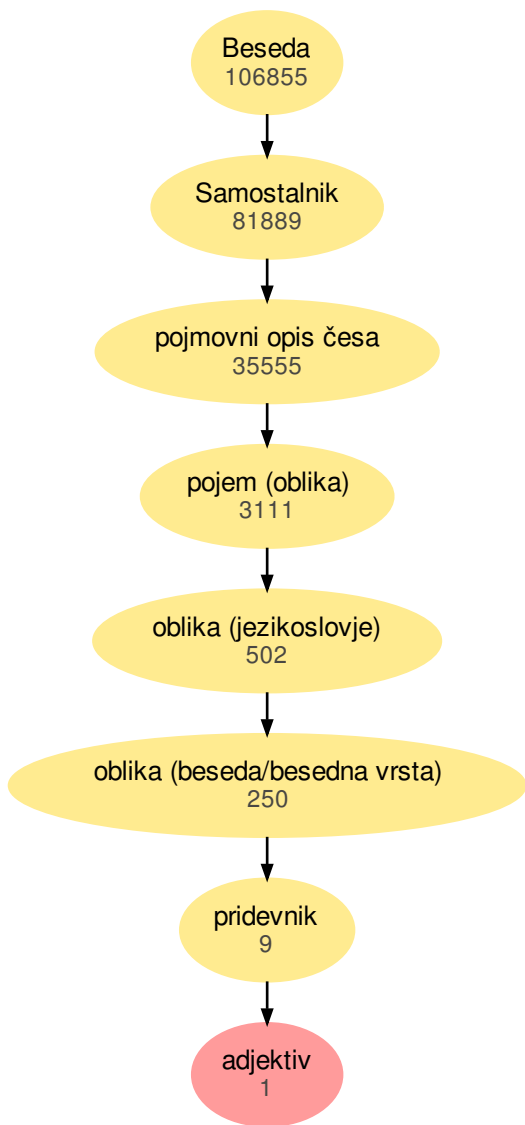 Beseda
106855
Samostalnik
81889
pojmovni opis česa
35555
pojem (oblika)
3111
oblika (jezikoslovje)
502
oblika (beseda/besedna vrsta)
250
pridevnik
9
adjektiv
1